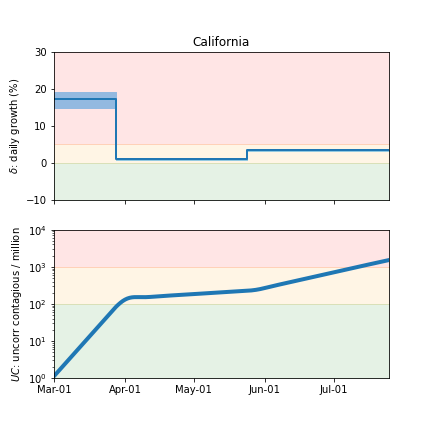 California
δ: daily growth (%)
30
20
10
0
−10
UC: uncorr contagious / million
10⁴
10³
10²
10¹
10⁰
Mar-01 Apr-01 May-01 Jun-01 Jul-01